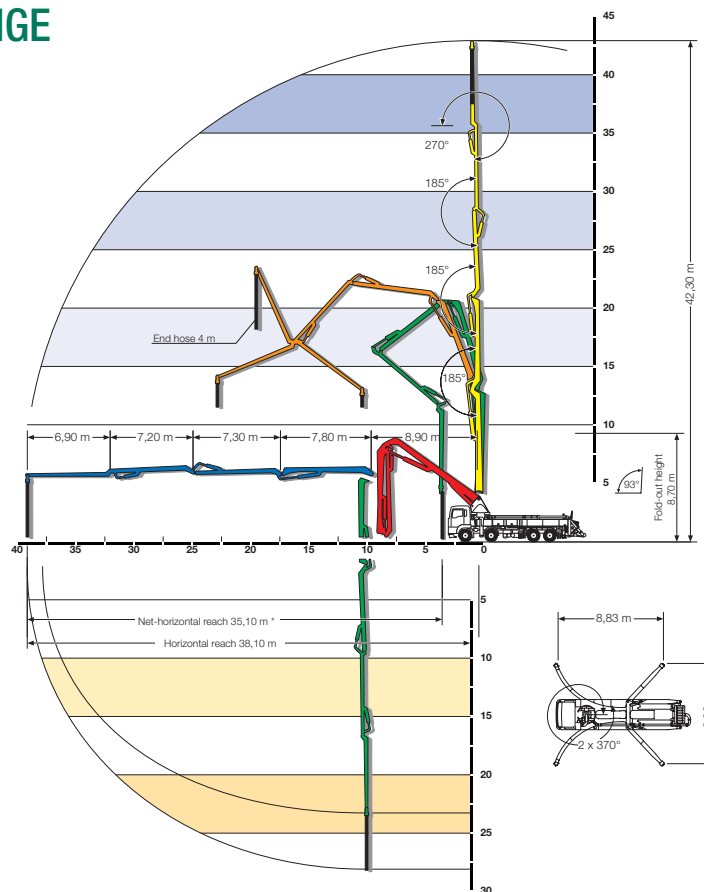 NGE
45
40
35
30
25
20
15
10
5
270°
185°
185°
185°
42,30 m
End hose 4 m
6,90 m
7,20 m
7,30 m
7,80 m
8,90 m
93°
Fold-out height
8,70 m
40 35 30 25 20 15 10 5 0
Net-horizontal reach 35,10 m *
Horizontal reach 38,10 m
5
10
15
20
25
30
8,83 m
2 x 370°